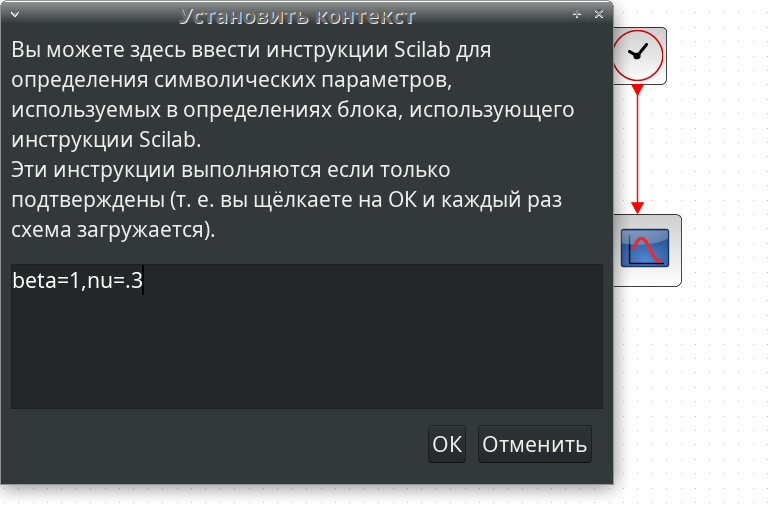 Установить контекст
Вы можете здесь ввести инструкции Scilab для
определения символических параметров,
используемых в определениях блока, использующего
инструкции Scilab.
Эти инструкции выполняются если только
подтверждены (т. е. вы щёлкаете на ОК и каждый раз
схема загружается).
beta=1,nu=.3
ОК Отменить